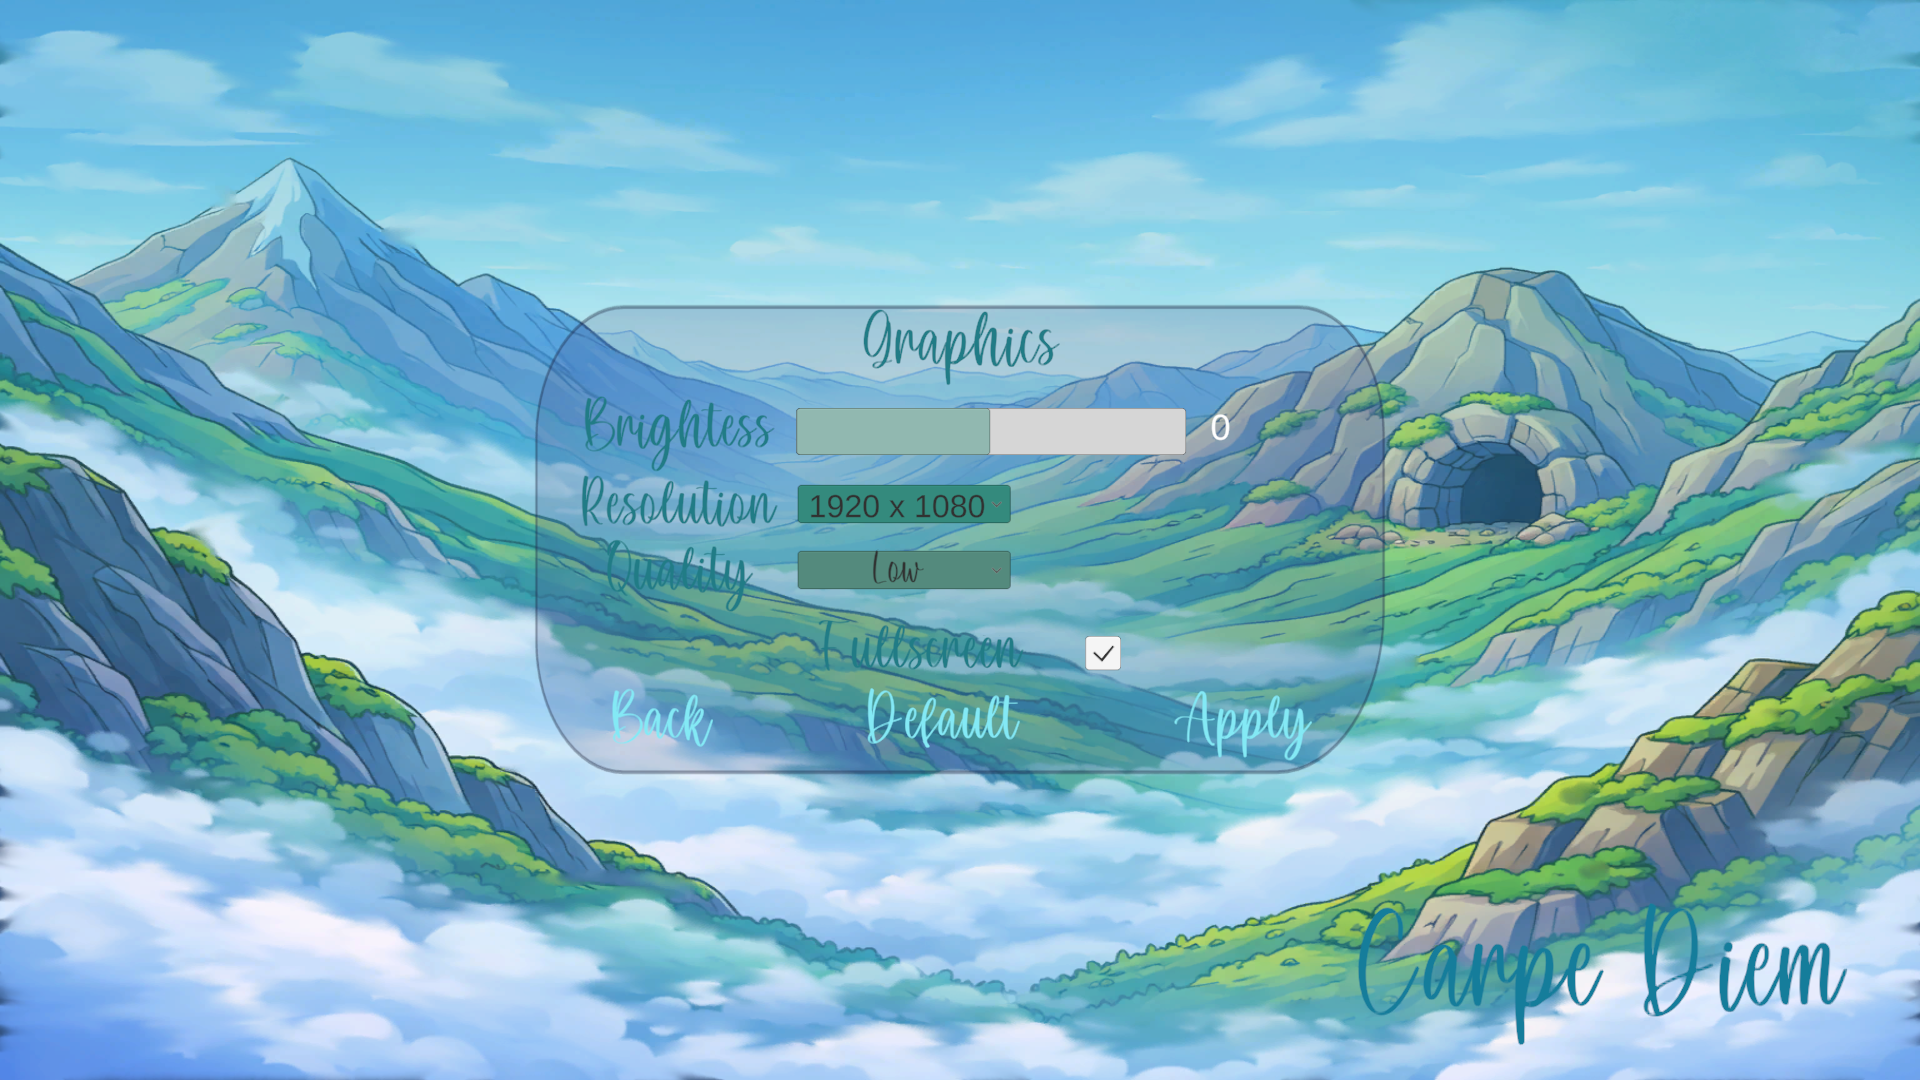 Graphics
Brightess 0
Resolution 1920 x 1080
Quality Low
Fullscreen
Back Default Apply
Carpe Diem